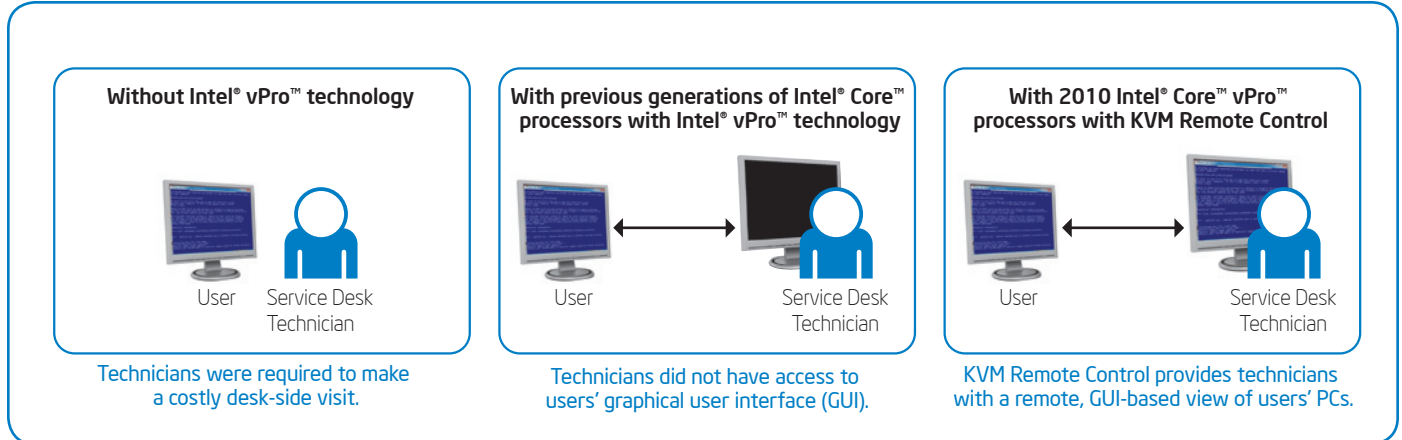 Without Intel® vPro™ technology
User
Service Desk
Technician
Technicians were required to make
a costly desk-side visit.
With previous generations of Intel® Core™
processors with Intel® vPro™ technology
User
Service Desk
Technician
Technicians did not have access to
users' graphical user interface (GUI).
With 2010 Intel® Core™ vPro™
processors with KVM Remote Control
User
Service Desk
Technician
KVM Remote Control provides technicians
with a remote, GUI-based view of users' PCs.